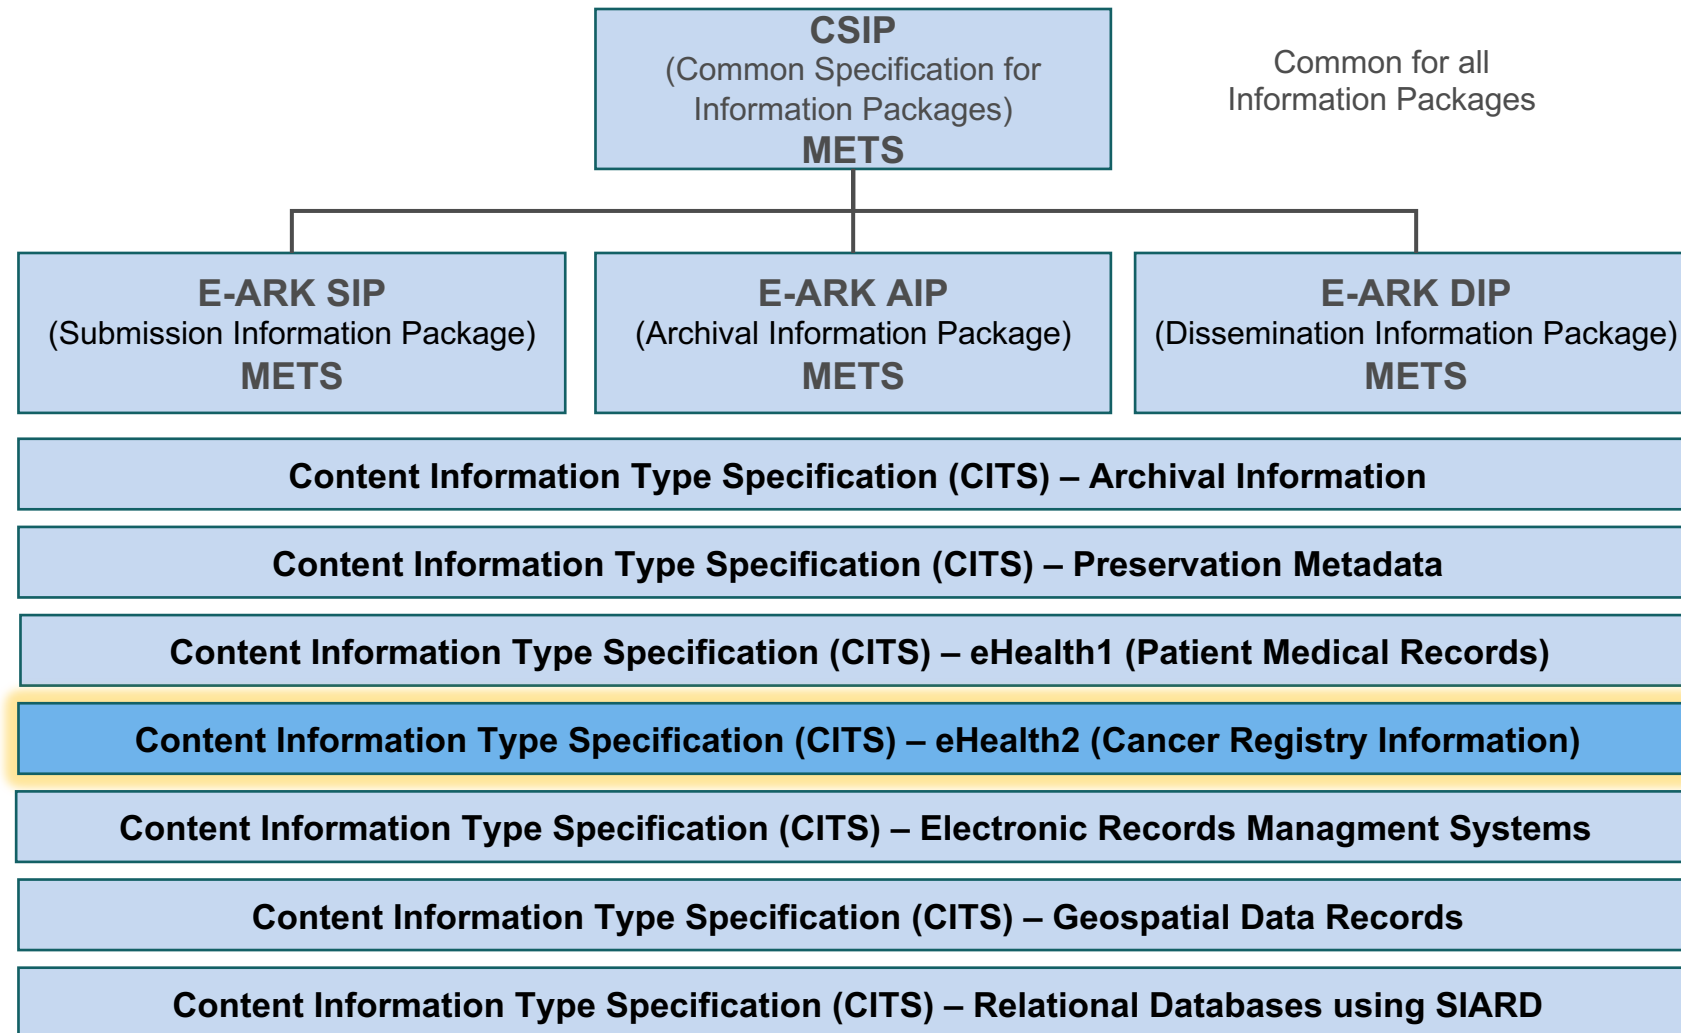 CSIP
(Common Specification for
Information Packages)
METS
Common for all
Information Packages
E-ARK SIP
(Submission Information Package)
METS
E-ARK AIP
(Archival Information Package)
METS
E-ARK DIP
(Dissemination Information Package)
METS
Content Information Type Specification (CITS) – Archival Information
Content Information Type Specification (CITS) – Preservation Metadata
Content Information Type Specification (CITS) – eHealth1 (Patient Medical Records)
Content Information Type Specification (CITS) – eHealth2 (Cancer Registry Information)
Content Information Type Specification (CITS) – Electronic Records Managment Systems
Content Information Type Specification (CITS) – Geospatial Data Records
Content Information Type Specification (CITS) – Relational Databases using SIARD